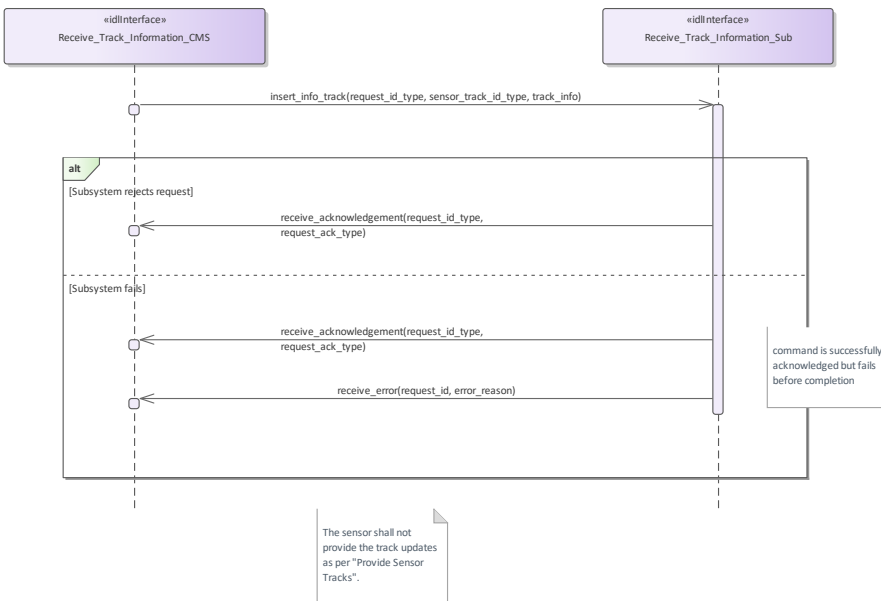 «idlInterface»
Receive_Track_Information_CMS
«idlInterface»
Receive_Track_Information_Sub
insert_info_track(request_id_type, sensor_track_id_type, track_info)
alt
[Subsystem rejects request]
receive_acknowledgement(request_id_type,
request_ack_type)
[Subsystem fails]
receive_acknowledgement(request_id_type,
request_ack_type)
command is successfully
acknowledged but fails
before completion
receive_error(request_id, error_reason)
The sensor shall not
provide the track updates
as per "Provide Sensor
Tracks".